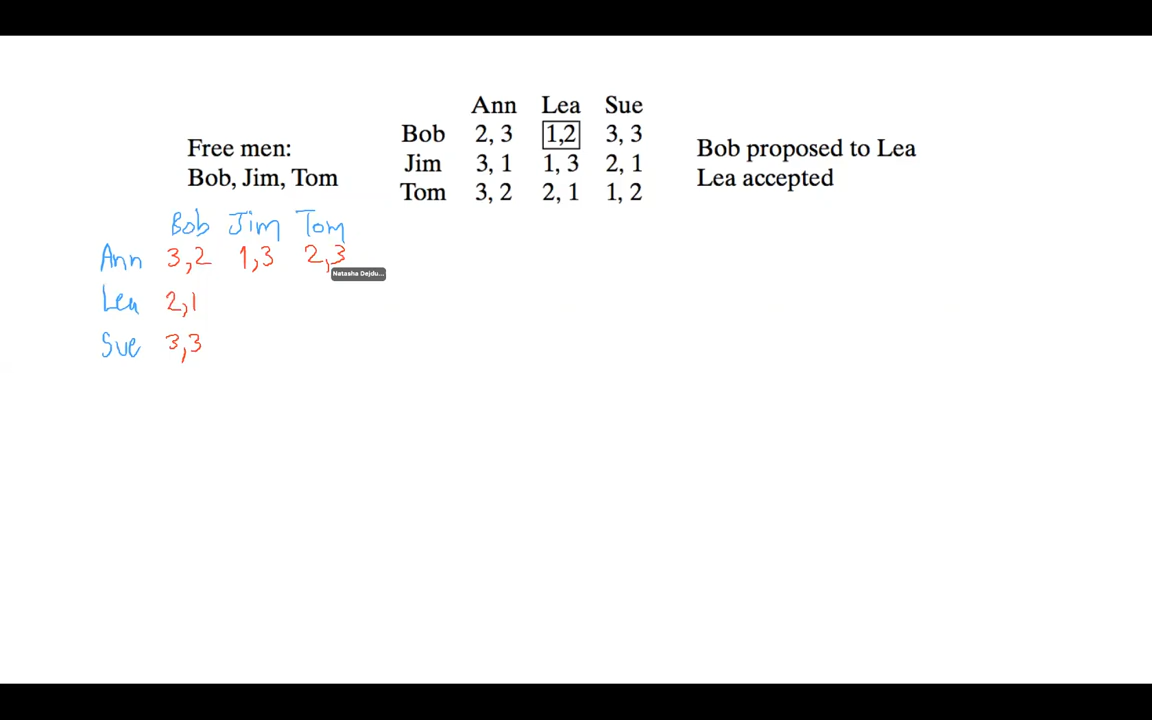 Ann Lea Sue
Bob 2, 3 1,2 3, 3
Jim 3, 1 1, 3 2, 1
Tom 3, 2 2, 1 1, 2
Free men:
Bob, Jim, Tom
Bob proposed to Lea
Lea accepted
Bob Jim Tom
Ann 3,2 1,3 2,3
Natasha Dejdu...
Lea 2,1
Sue 3,3